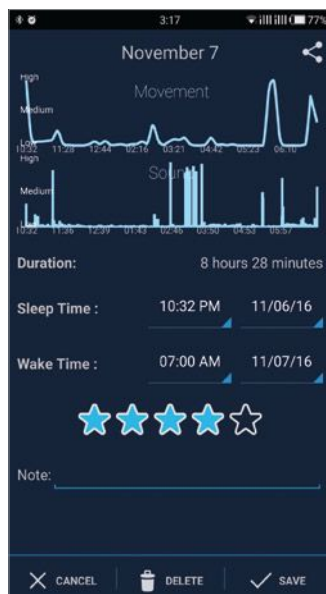 3:17 77%
November 7
High
Movement
Medium
Low
10:32 11:28 12:44 02:16 03:21 04:42 05:23 06:10
High
Sound
Medium
10:32 11:36 12:39 01:43 02:46 03:50 04:53 05:57
Duration: 8 hours 28 minutes
Sleep Time : 10:32 PM 11/06/16
Wake Time : 07:00 AM 11/07/16
Note:
CANCEL DELETE SAVE